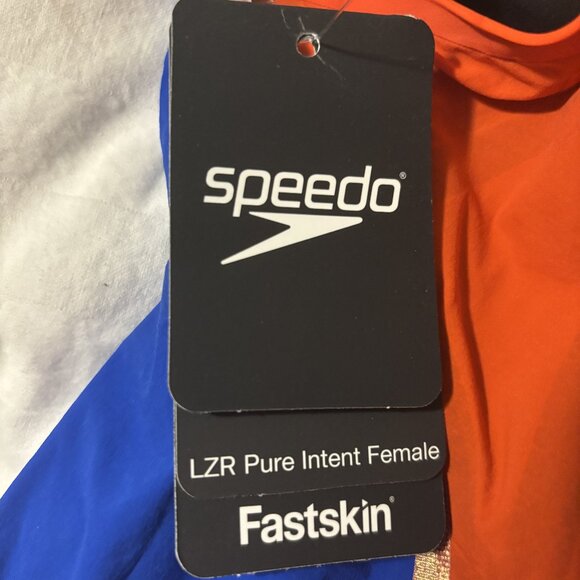 speedo®
LZR Pure Intent Female
Fastskin®